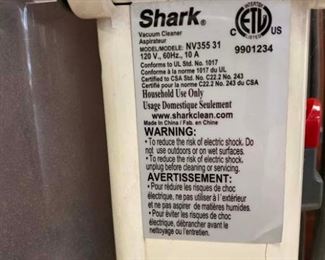 Shark®
Vacuum Cleaner
Aspirateur
MODEL/MODELE: NV355 31
120 V., 60Hz., 10 A
Conforms to UL Std. No. 1017
Conforme à la norme 1017 du UL
Certified to CSA Std. No. C22.2 No. 243
Certifie pour la norme C22.2 No. 243 du CSA
C ETL US
9901234
Household Use Only
Usage Domestique Seulement
www.sharkclean.com
Made in China / Fab. en Chine
WARNING:
•To reduce the risk of electric shock. Do
not use outdoors or on wet surfaces.
•To reduce the risk of electric shock.
unplug before cleaning or servicing.
AVERTISSEMENT:
•Pour réduire les risques de choc
électrique, ne pas utiliser à l'extérieur
et ne pas aspirer de matières humides.
•Pour éviter les risques de choc
électrique, débrancher avant le
nettoyage ou l'entretien.